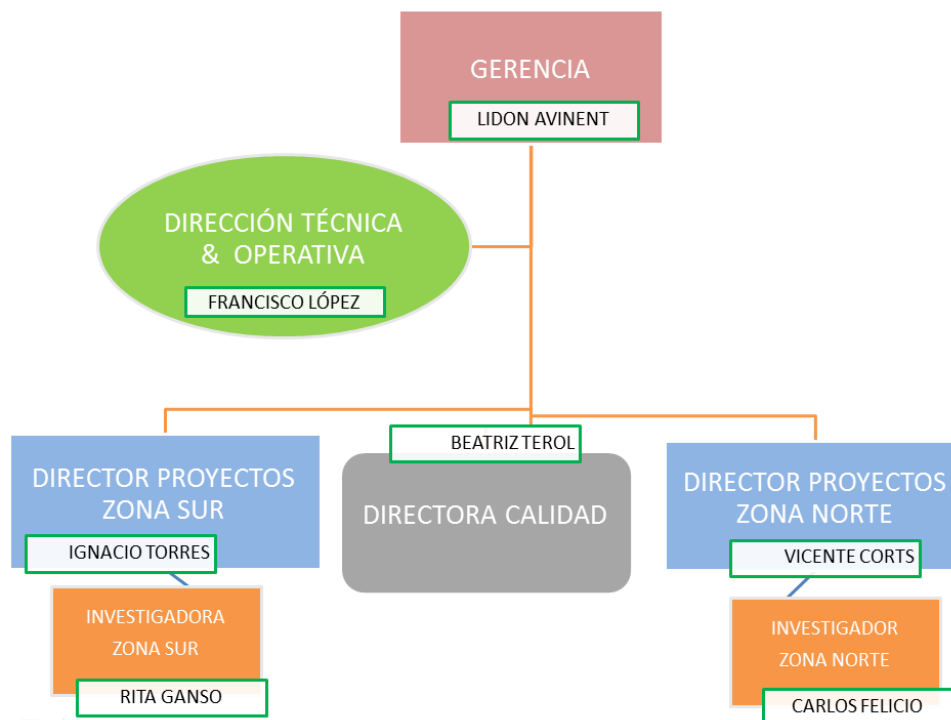 GERENCIA
LIDON AVINENT
DIRECCIÓN TÉCNICA
& OPERATIVA
FRANCISCO LÓPEZ
DIRECTOR PROYECTOS
ZONA SUR
IGNACIO TORRES
BEATRIZ TEROL
DIRECTORA CALIDAD
DIRECTOR PROYECTOS
ZONA NORTE
VICENTE CORTS
INVESTIGADORA
ZONA SUR
RITA GANSO
INVESTIGADOR
ZONA NORTE
CARLOS FELICIO